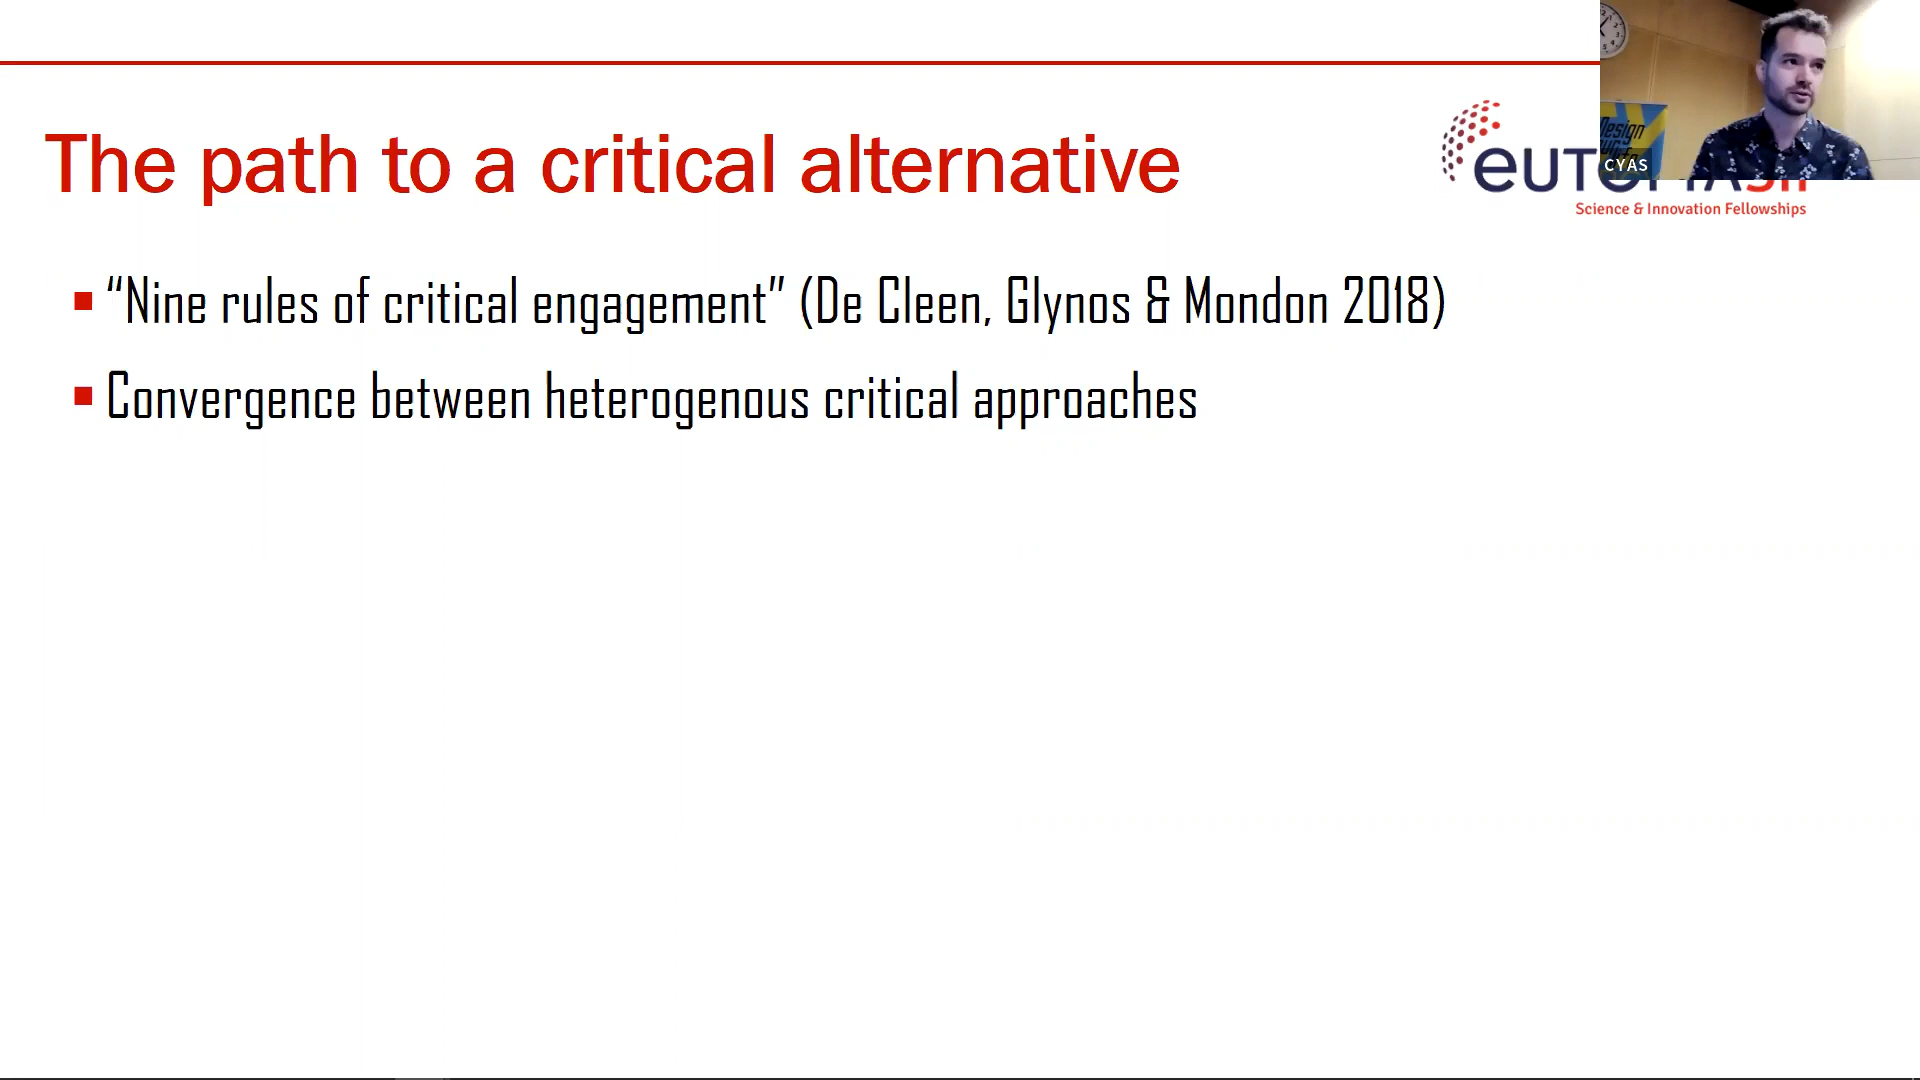 The path to a critical alternative
Science & Innovation Fellowships
CYAS
Design
“Nine rules of critical engagement” (De Cleen, Glynos & Mondon 2018)
Convergence between heterogenous critical approaches